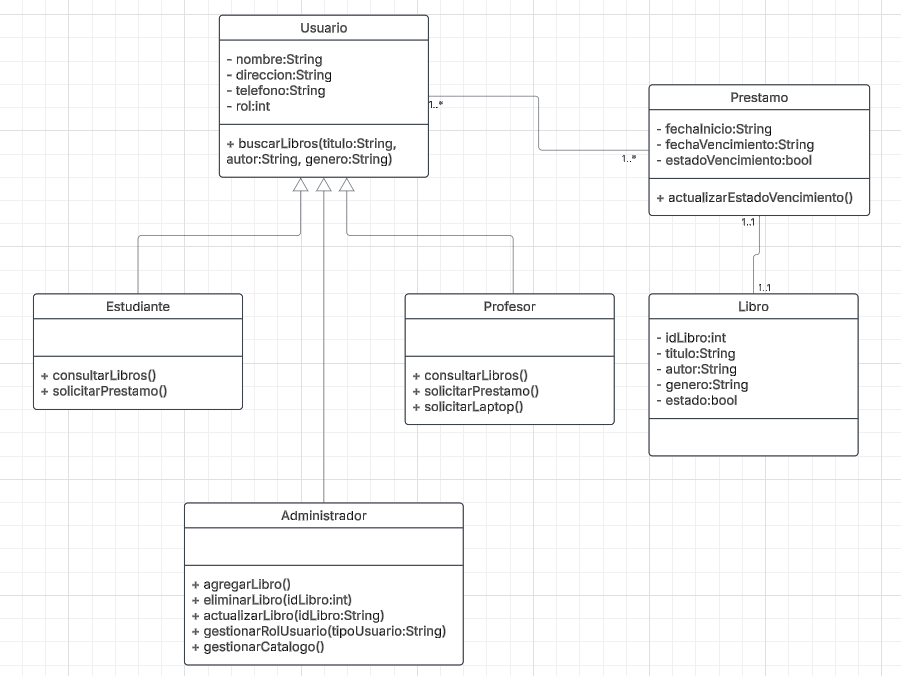 Usuario
- nombre:String
- direccion:String
- telefono:String
- rol:int
+ buscarLibros(titulo:String,
autor:String, genero:String)
1..*
1..*
Prestamo
- fechaInicio:String
- fechaVencimiento:String
- estadoVencimiento:bool
+ actualizarEstadoVencimiento()
1..1
1..1
Estudiante
+ consultarLibros()
+ solicitarPrestamo()
Profesor
+ consultarLibros()
+ solicitarPrestamo()
+ solicitarLaptop()
Libro
- idLibro:int
- titulo:String
- autor:String
- genero:String
- estado:bool
Administrador
+ agregarLibro()
+ eliminarLibro(idLibro:int)
+ actualizarLibro(idLibro:String)
+ gestionarRolUsuario(tipoUsuario:String)
+ gestionarCatalogo()